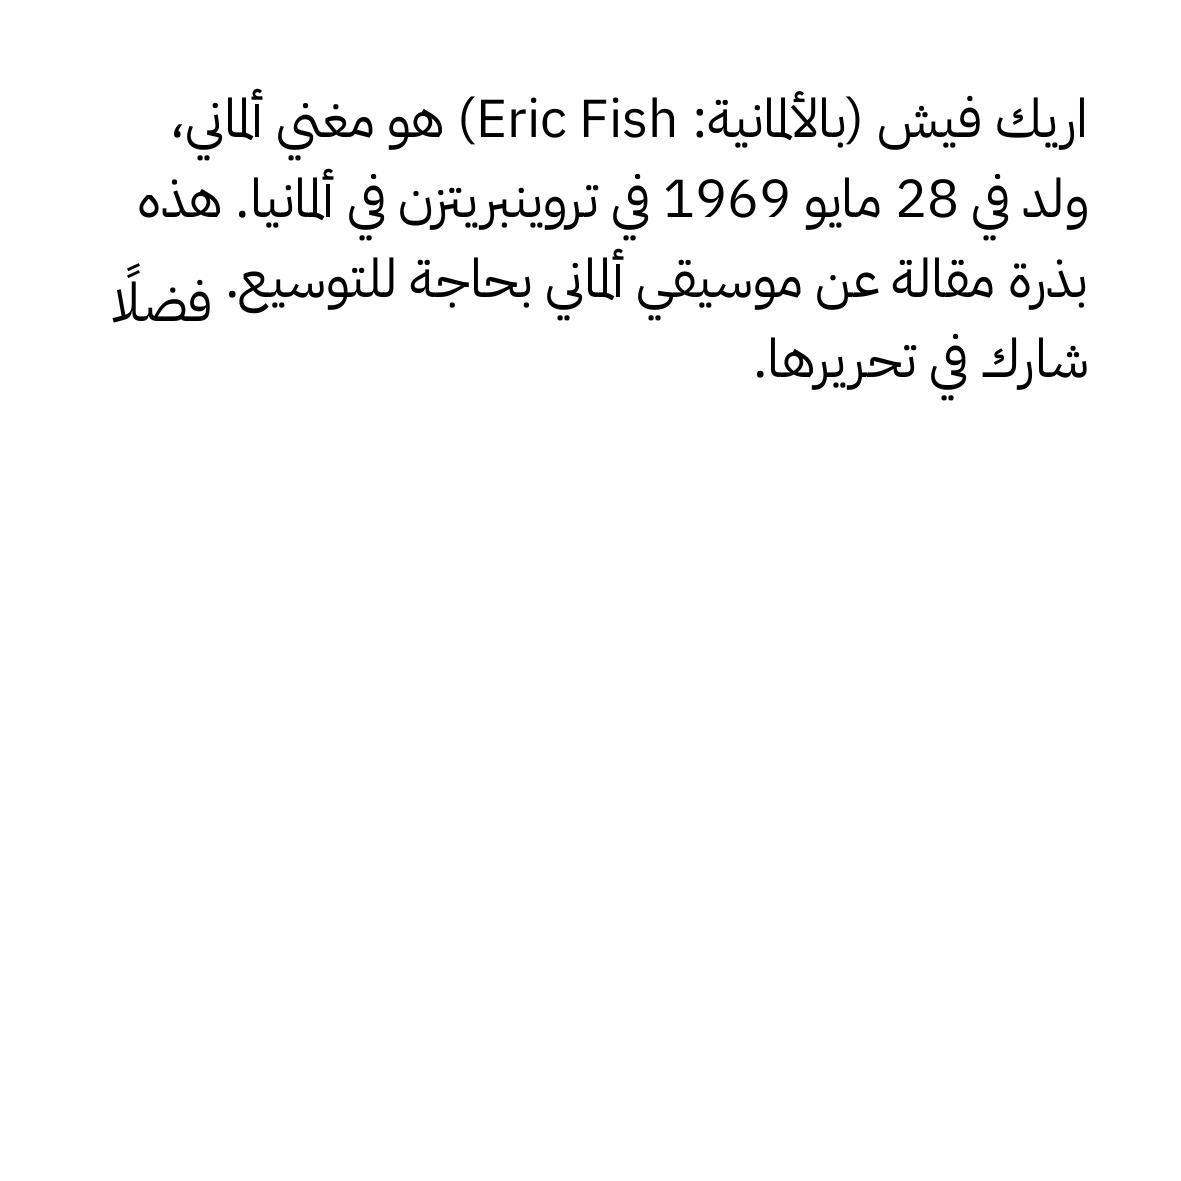 اريك فيش (بالألمانية: Eric Fish) هو مغني ألماني،
ولد في 28 مايو 1969 في تروينبريتزن في ألمانيا. هذه
بذرة مقالة عن موسيقي ألماني بحاجة للتوسيع. فضلًا
شارك في تحريرها.